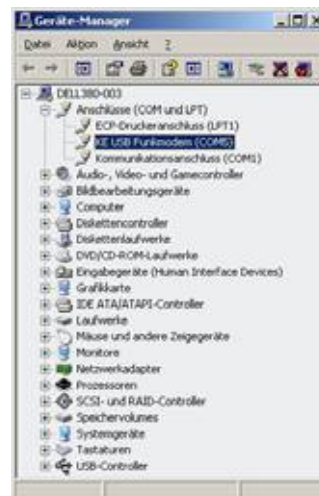 Geräte-Manager
Datei Aktion Ansicht ?
DELL380-003
Anschlüsse (COM und LPT)
ECP-Druckeranschluss (LPT1)
KE USB Funkmodem (COM5)
Kommunikationsanschluss (COM1)
Audio-, Video- und Gamecontroller
Bildbearbeitungsgeräte
Computer
Diskettencontroller
Diskettenlaufwerke
DVD/CD-ROM-Laufwerke
Eingabegeräte (Human Interface Devices)
Grafikkarte
IDE ATA/ATAPI-Controller
Laufwerke
Mäuse und andere Zeigegeräte
Monitore
Netzwerkadapter
Prozessoren
SCSI- und RAID-Controller
Speichervolumes
Systemgeräte
Tastaturen
USB-Controller